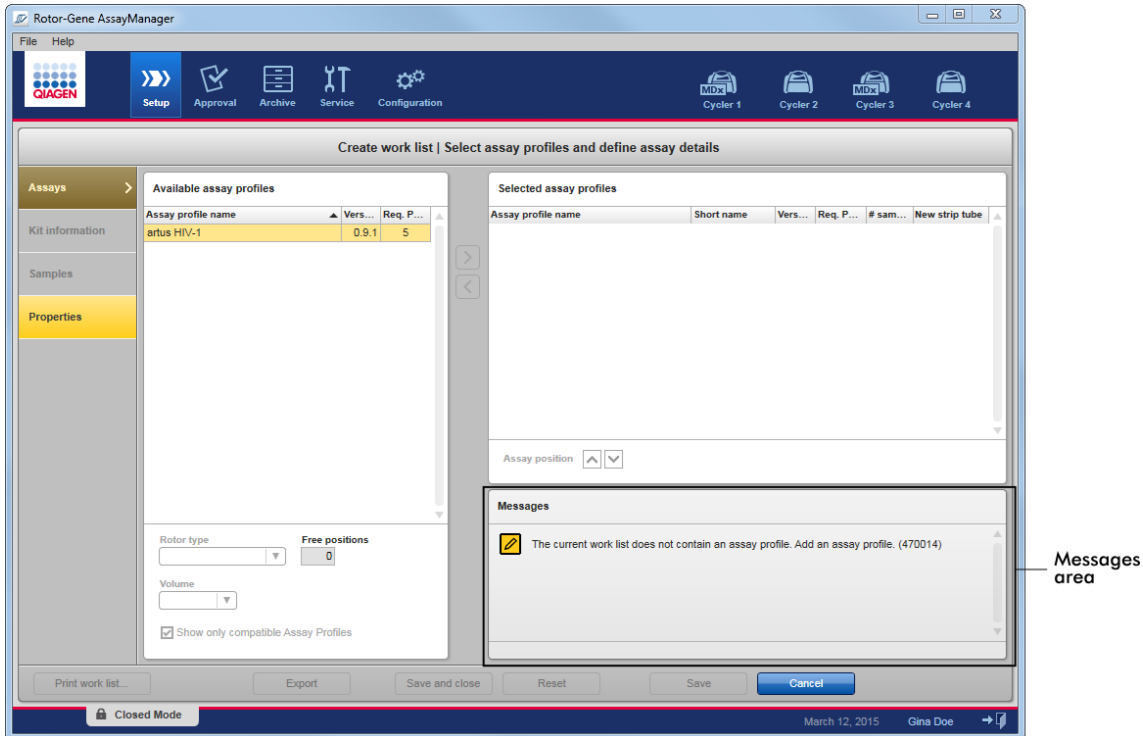 Rotor-Gene AssayManager
File Help
QIAGEN
Setup Approval Archive Service Configuration
MDx Cycler 1 Cycler 2 MDx Cycler 3 Cycler 4
Create work list | Select assay profiles and define assay details
Assays
Kit information
Samples
Properties
Available assay profiles
Assay profile name Vers... Req. P...
artus HIV-1 0.9.1 5
Rotor type Free positions
0
Volume
Show only compatible Assay Profiles
Selected assay profiles
Assay profile name Short name Vers... Req. P... # sam... New strip tube
Assay position
Messages
The current work list does not contain an assay profile. Add an assay profile. (470014)
Messages
area
Print work list... Export Save and close Reset Save Cancel
Closed Mode
March 12, 2015 Gina Doe